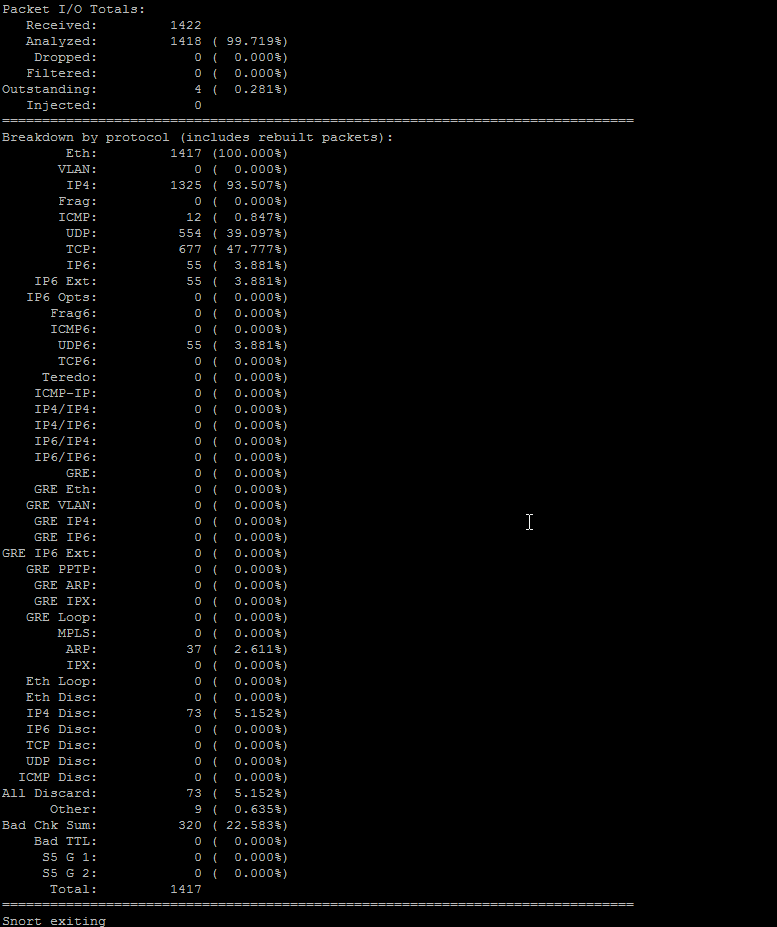 Packet I/O Totals:
   Received:         1422
   Analyzed:         1418 ( 99.719%)
    Dropped:            0 (  0.000%)
   Filtered:            0 (  0.000%)
Outstanding:            4 (  0.281%)
   Injected:            0
===============================================================================
Breakdown by protocol (includes rebuilt packets):
        Eth:         1417 (100.000%)
       VLAN:            0 (  0.000%)
        IP4:         1325 ( 93.507%)
       Frag:            0 (  0.000%)
       ICMP:           12 (  0.847%)
        UDP:          554 ( 39.097%)
        TCP:          677 ( 47.777%)
        IP6:           55 (  3.881%)
    IP6 Ext:           55 (  3.881%)
   IP6 Opts:            0 (  0.000%)
      Frag6:            0 (  0.000%)
      ICMP6:            0 (  0.000%)
       UDP6:           55 (  3.881%)
       TCP6:            0 (  0.000%)
     Teredo:            0 (  0.000%)
    ICMP-IP:            0 (  0.000%)
    IP4/IP4:            0 (  0.000%)
    IP4/IP6:            0 (  0.000%)
    IP6/IP4:            0 (  0.000%)
    IP6/IP6:            0 (  0.000%)
        GRE:            0 (  0.000%)
    GRE Eth:            0 (  0.000%)
   GRE VLAN:            0 (  0.000%)
    GRE IP4:            0 (  0.000%)
    GRE IP6:            0 (  0.000%)
GRE IP6 Ext:            0 (  0.000%)
   GRE PPTP:            0 (  0.000%)
    GRE ARP:            0 (  0.000%)
    GRE IPX:            0 (  0.000%)
   GRE Loop:            0 (  0.000%)
       MPLS:            0 (  0.000%)
        ARP:           37 (  2.611%)
        IPX:            0 (  0.000%)
   Eth Loop:            0 (  0.000%)
   Eth Disc:            0 (  0.000%)
   IP4 Disc:           73 (  5.152%)
   IP6 Disc:            0 (  0.000%)
   TCP Disc:            0 (  0.000%)
   UDP Disc:            0 (  0.000%)
  ICMP Disc:            0 (  0.000%)
All Discard:           73 (  5.152%)
      Other:            9 (  0.635%)
Bad Chk Sum:          320 ( 22.583%)
    Bad TTL:            0 (  0.000%)
     S5 G 1:            0 (  0.000%)
     S5 G 2:            0 (  0.000%)
      Total:         1417
===============================================================================
Snort exiting